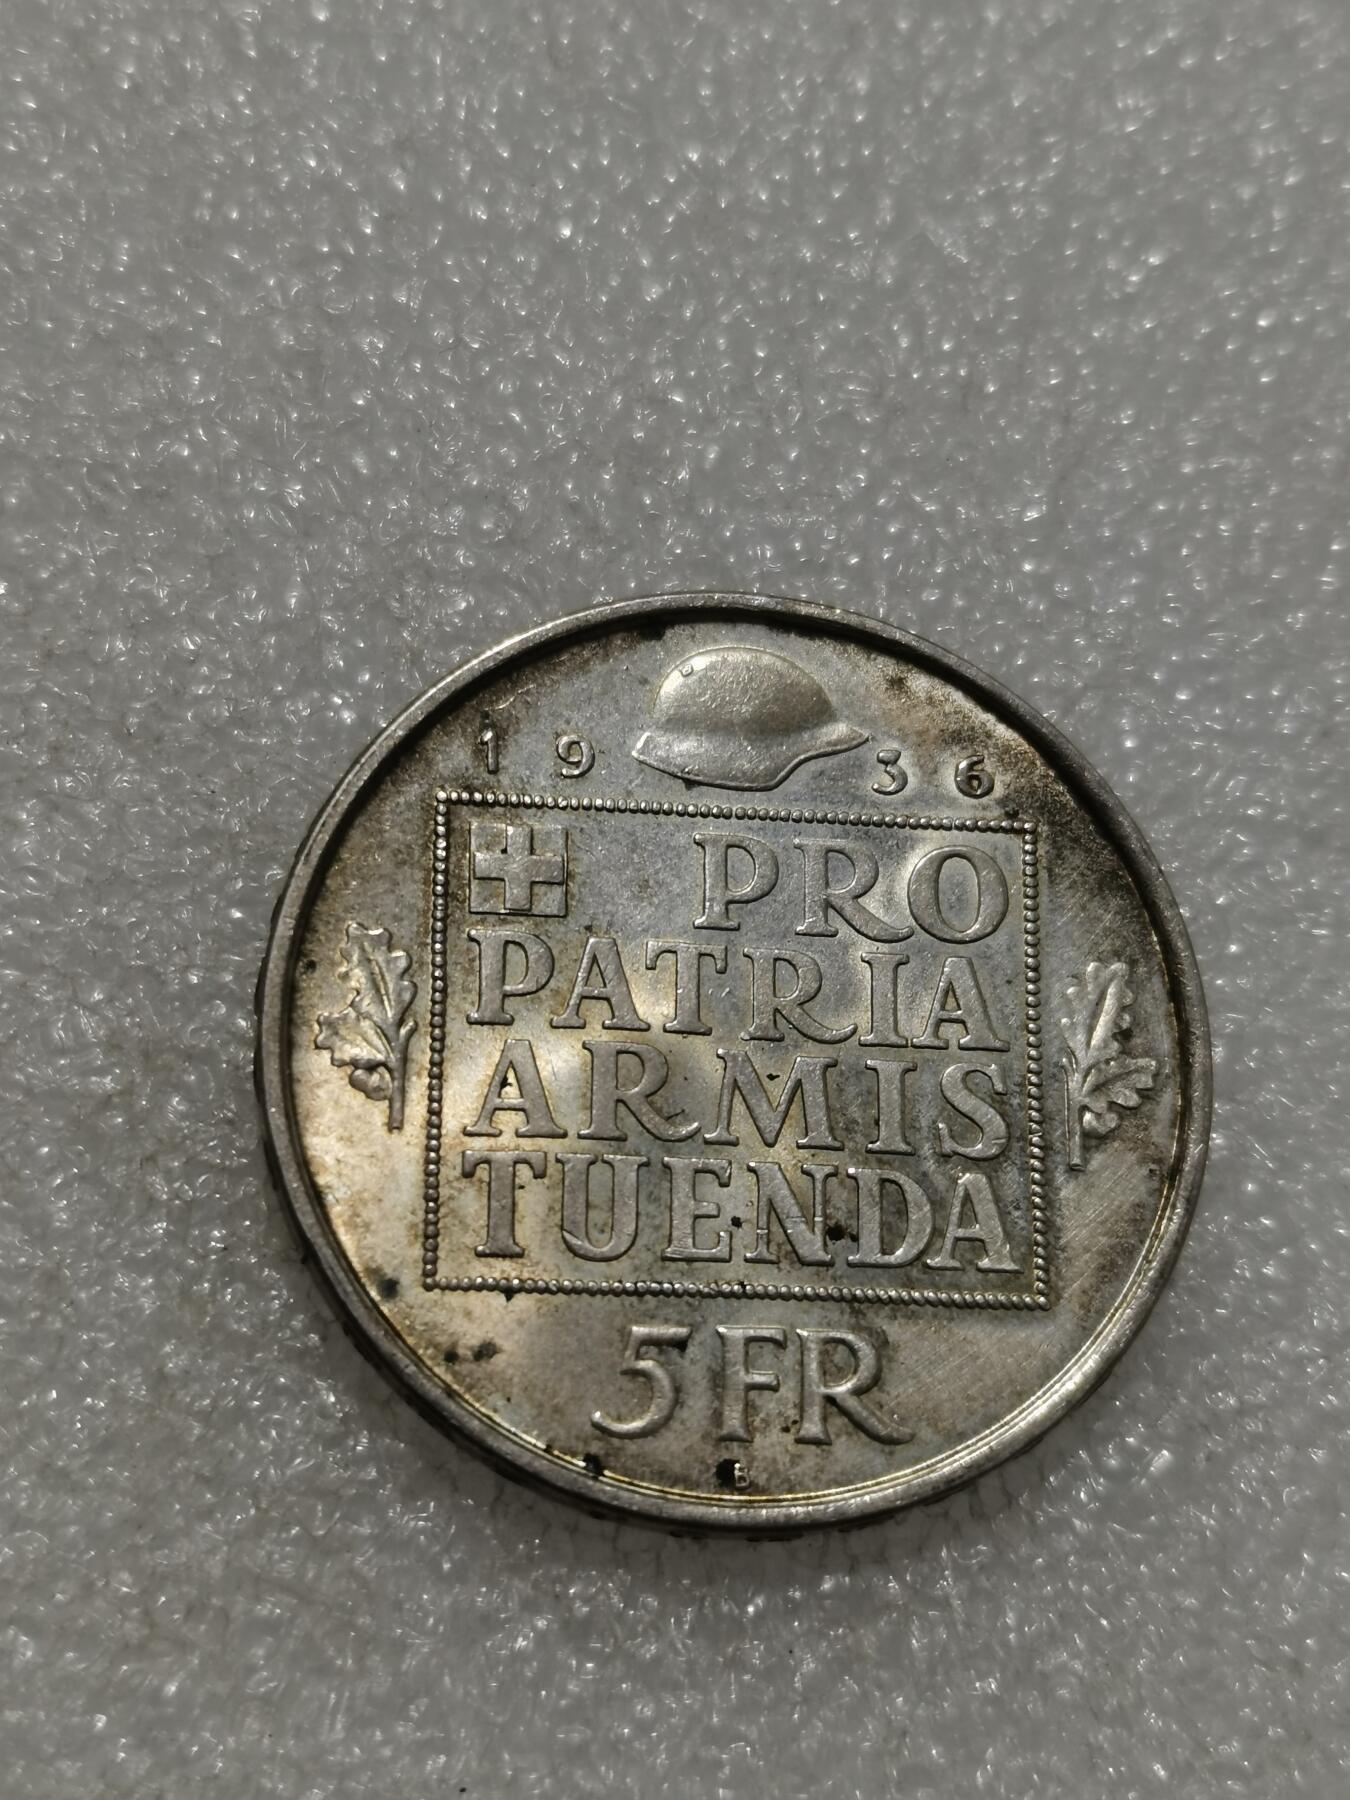 1936
PRO
PATRIA
ARMIS
TUENDA
5 FR
B